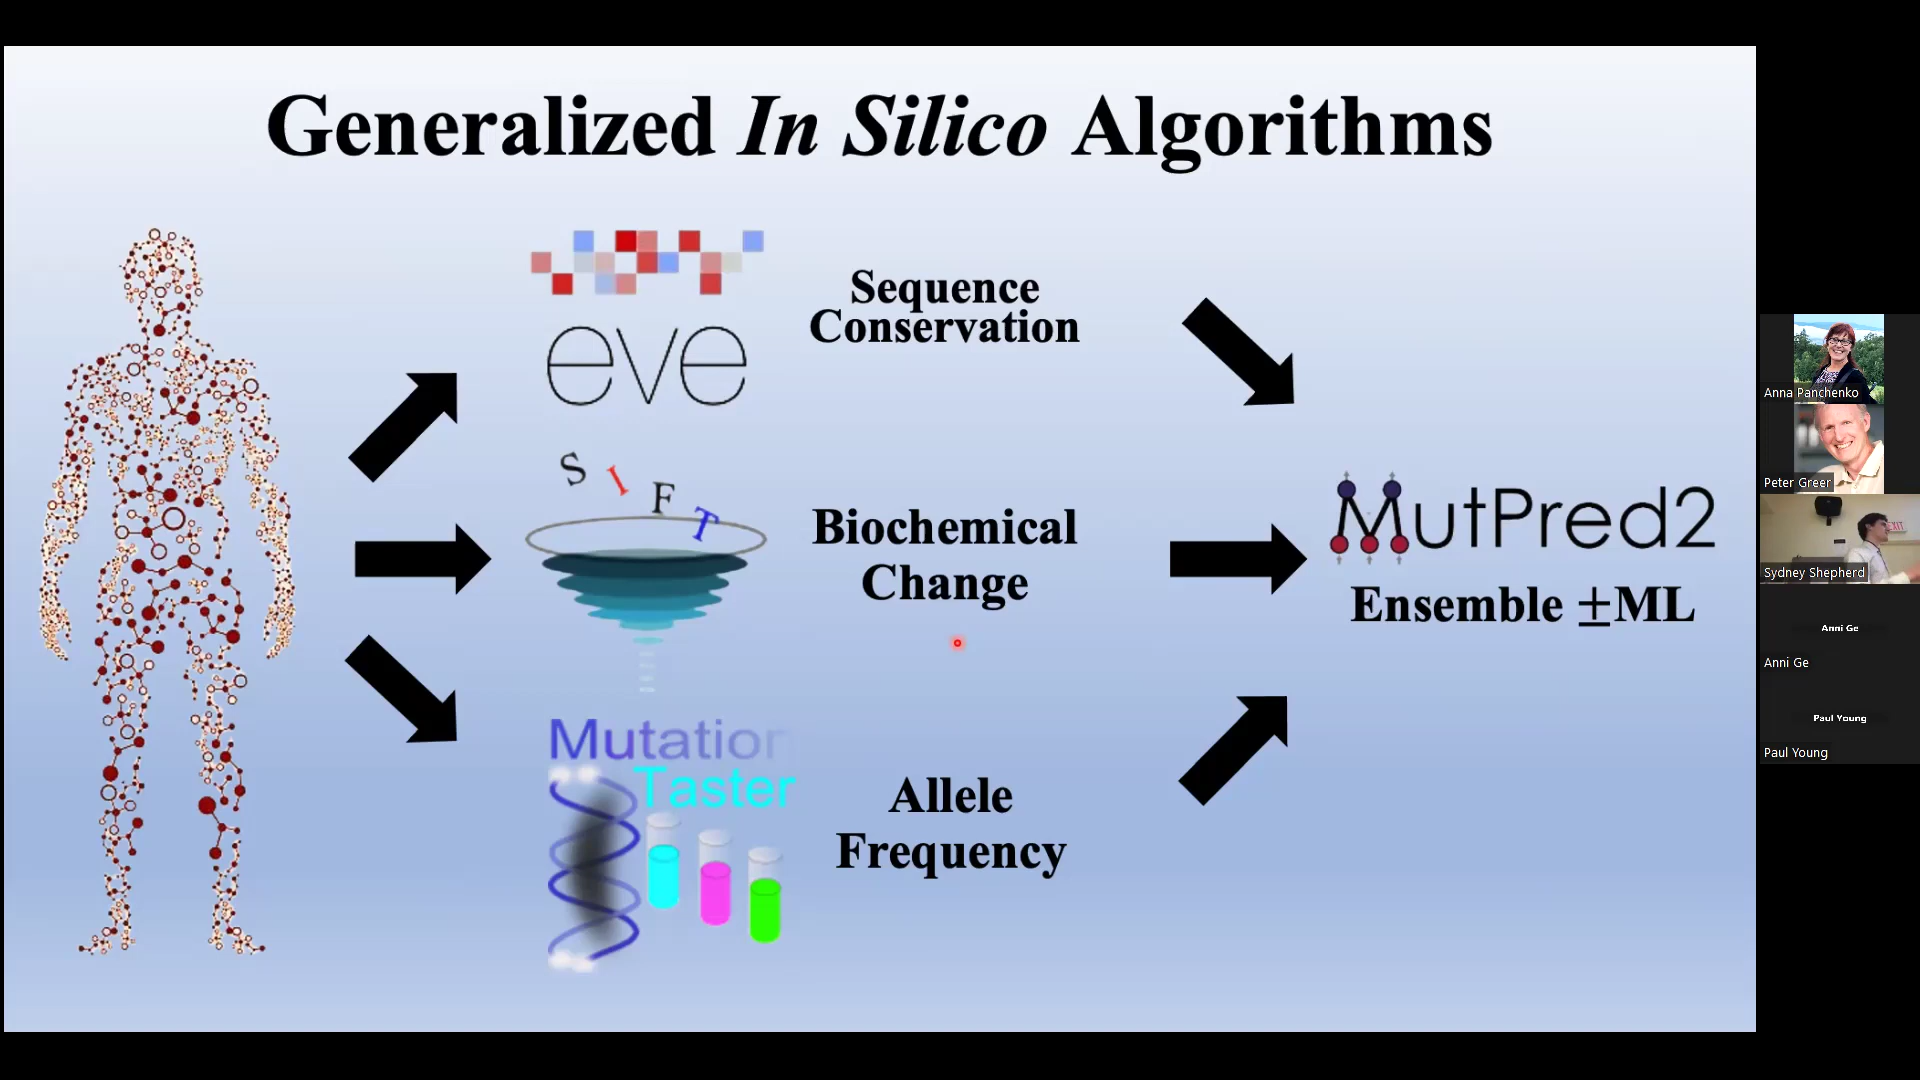 Generalized In Silico Algorithms
eve
Sequence
Conservation
S I F T
Biochemical
Change
Mutation
Taster
Allele
Frequency
MutPred2
Ensemble ±ML
Anna Panchenko
Peter Greer
EXIT
Sydney Shepherd
Anni Ge
Anni Ge
Paul Young
Paul Young